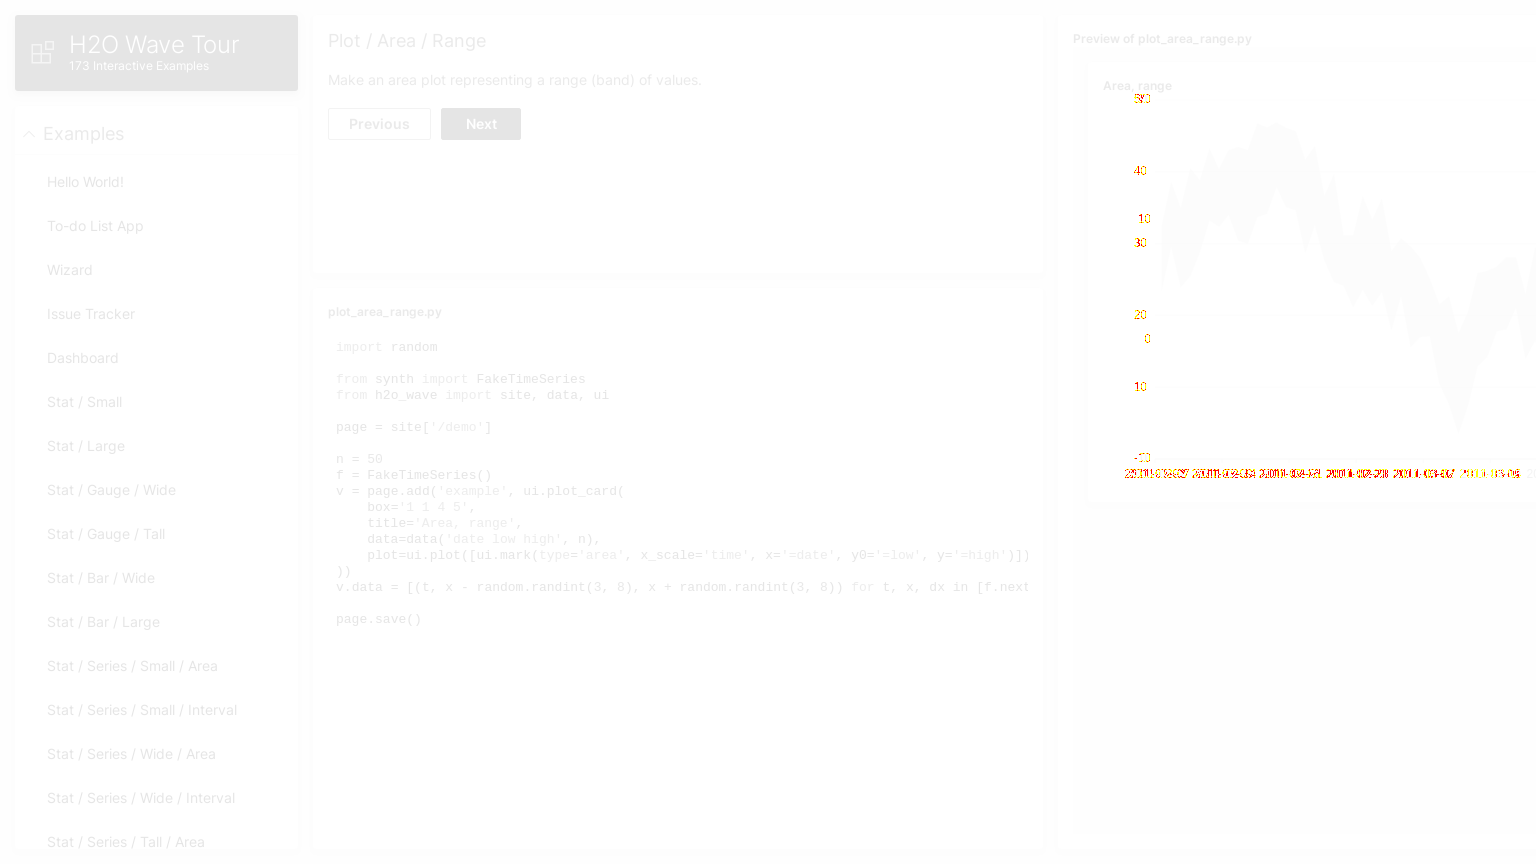 H2O Wave Tour
173 Interactive Examples
Examples
Hello World!
To-do List App
Wizard
Issue Tracker
Dashboard
Stat / Small
Stat / Large
Stat / Gauge / Wide
Stat / Gauge / Tall
Stat / Bar / Wide
Stat / Bar / Large
Stat / Series / Small / Area
Stat / Series / Small / Interval
Stat / Series / Wide / Area
Stat / Series / Wide / Interval
Stat / Series / Tall / Area
Plot / Area / Range
Make an area plot representing a range (band) of values.
Previous
Next
plot_area_range.py
import random
from synth import FakeTimeSeries
from h2o_wave import site, data, ui
page = site['/demo']
n = 50
f = FakeTimeSeries()
v = page.add('example', ui.plot_card(
box='1 1 4 5',
title='Area, range',
data=data('date low high', n),
plot=ui.plot([ui.mark(type='area', x_scale='time', x='=date', y0='=low', y='=high')])
))
v.data = [(t, x - random.randint(3, 8), x + random.randint(3, 8)) for t, x, dx in [f.next
page.save()
Preview of plot_area_range.py
Area, range
40
10
30
20
0
10